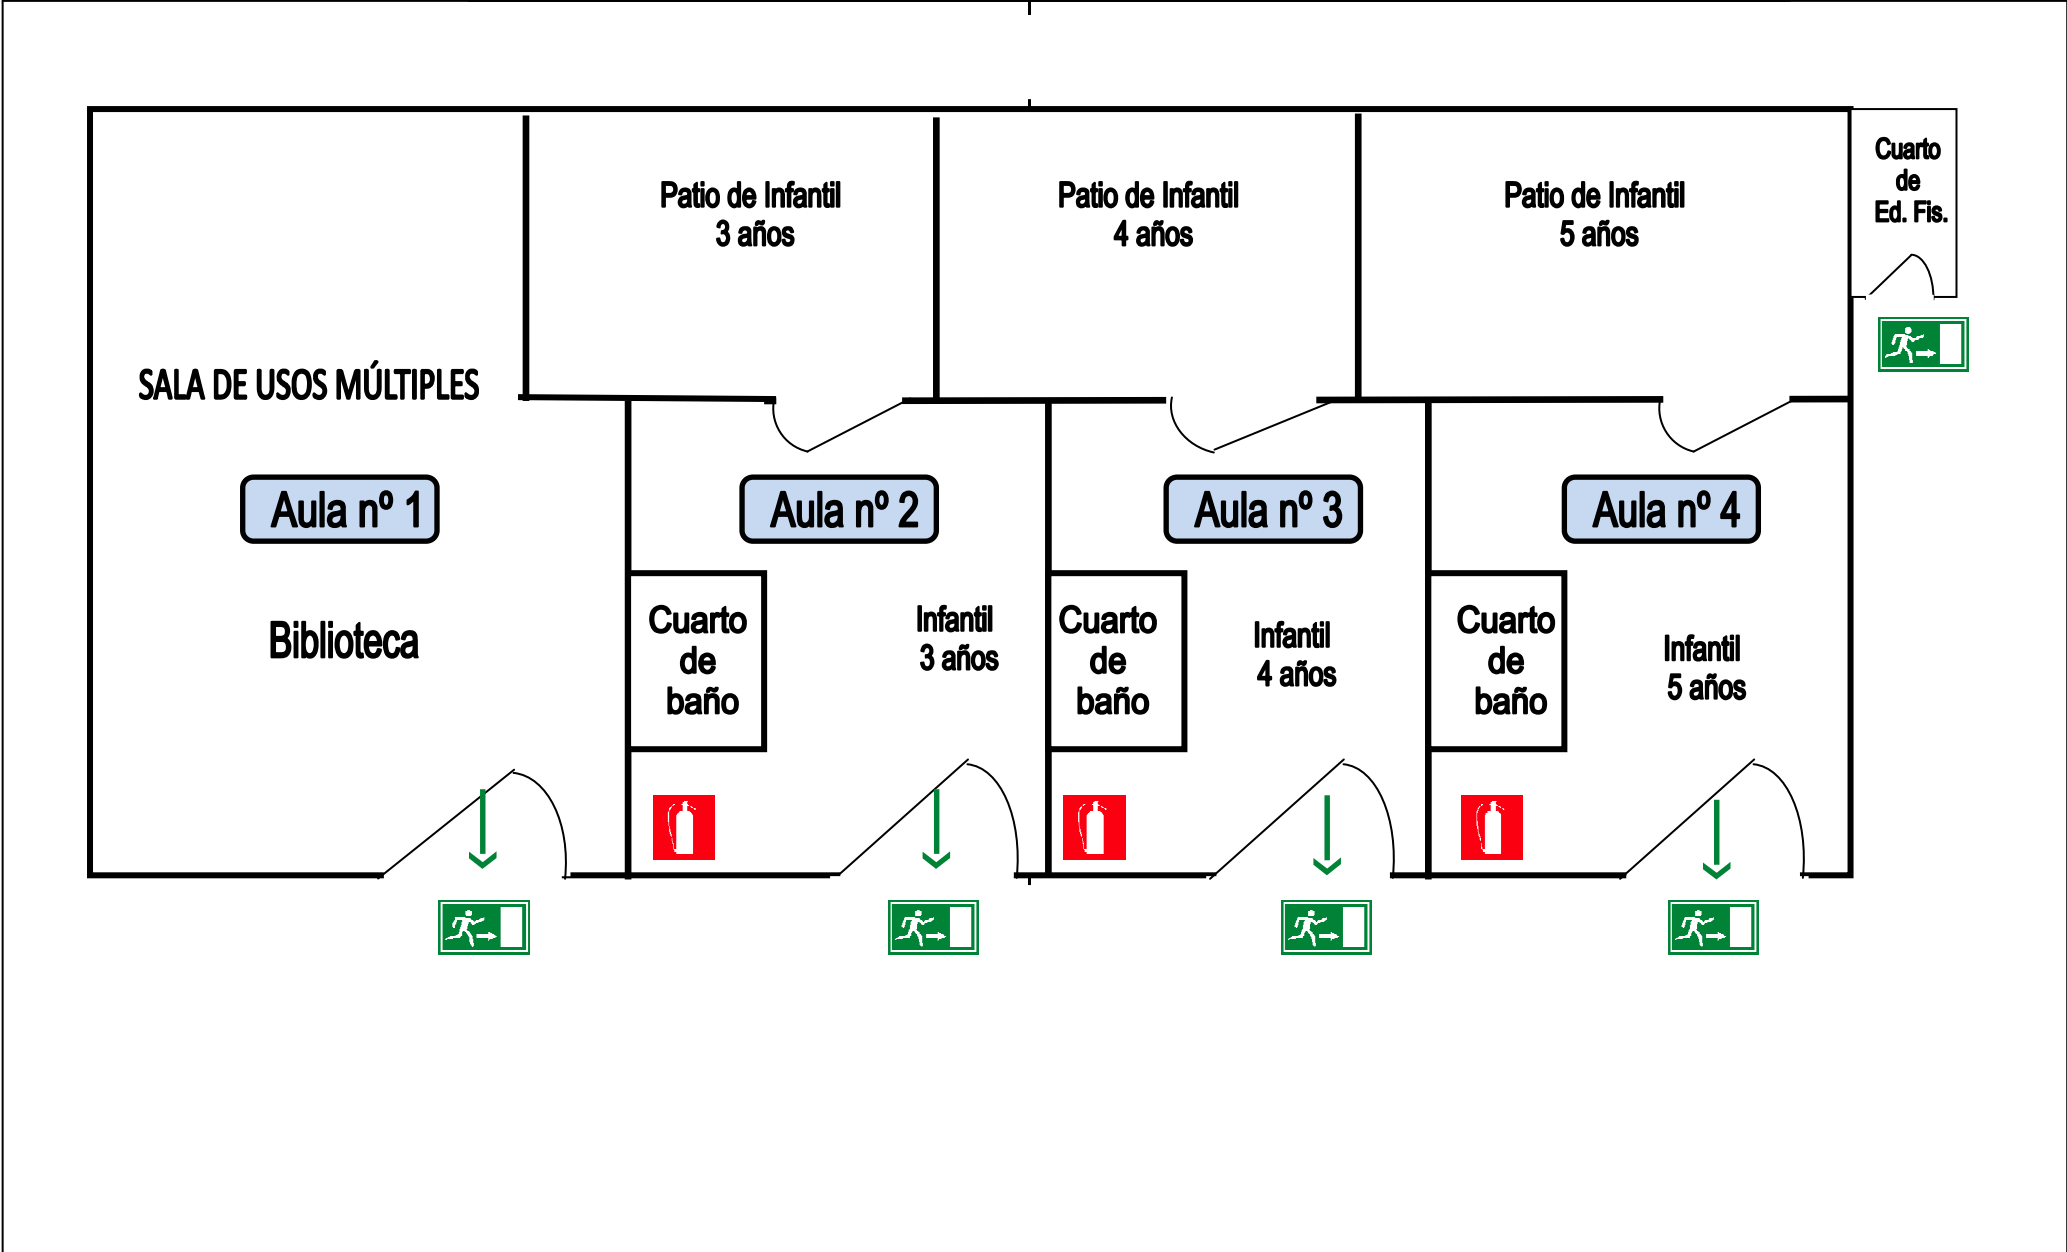 Patio de Infantil
3 años
Patio de Infantil
4 años
Patio de Infantil
5 años
Cuarto
de
Ed. Fis.
SALA DE USOS MÚLTIPLES
Aula nº 1
Aula nº 2
Aula nº 3
Aula nº 4
Biblioteca
Cuarto
de
baño
Infantil
3 años
Cuarto
de
baño
Infantil
4 años
Cuarto
de
baño
Infantil
5 años